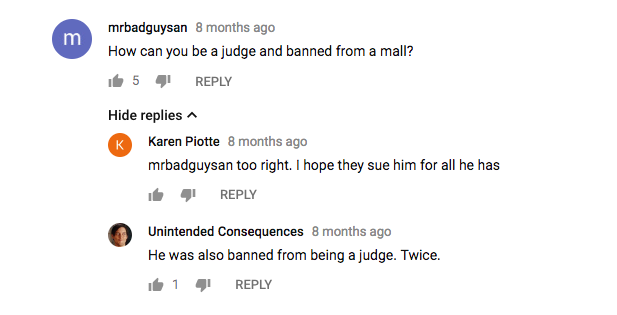 m
mrbadguysan 8 months ago
How can you be a judge and banned from a mall?
5 REPLY
Hide replies
K
Karen Piotte 8 months ago
mrbadguysan too right. I hope they sue him for all he has
REPLY
Unintended Consequences 8 months ago
He was also banned from being a judge. Twice.
1 REPLY